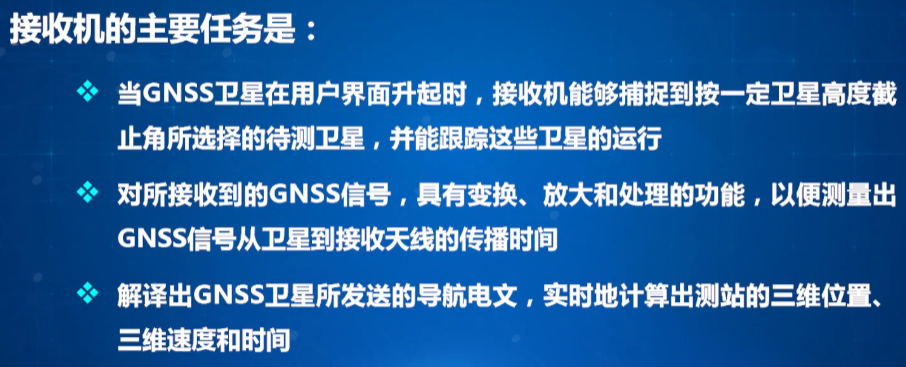 接收机的主要任务是：
❖ 当GNSS卫星在用户界面升起时，接收机能够捕捉到按一定卫星高度截
止角所选择的待测卫星，并能跟踪这些卫星的运行
❖ 对所接收到的GNSS信号，具有变换、放大和处理的功能，以便测量出
GNSS信号从卫星到接收天线的传播时间
❖ 解译出GNSS卫星所发送的导航电文，实时地计算出测站的三维位置、
三维速度和时间